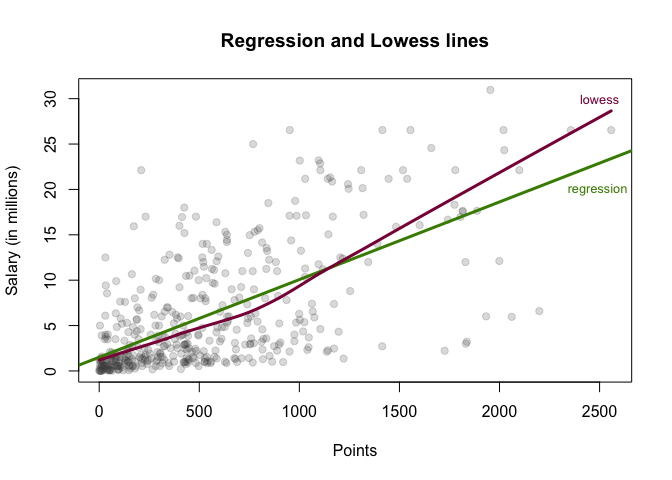 Regression and Lowess lines
lowess
regression
Salary (in millions)
30
25
20
15
10
5
0
0 500 1000 1500 2000 2500
Points